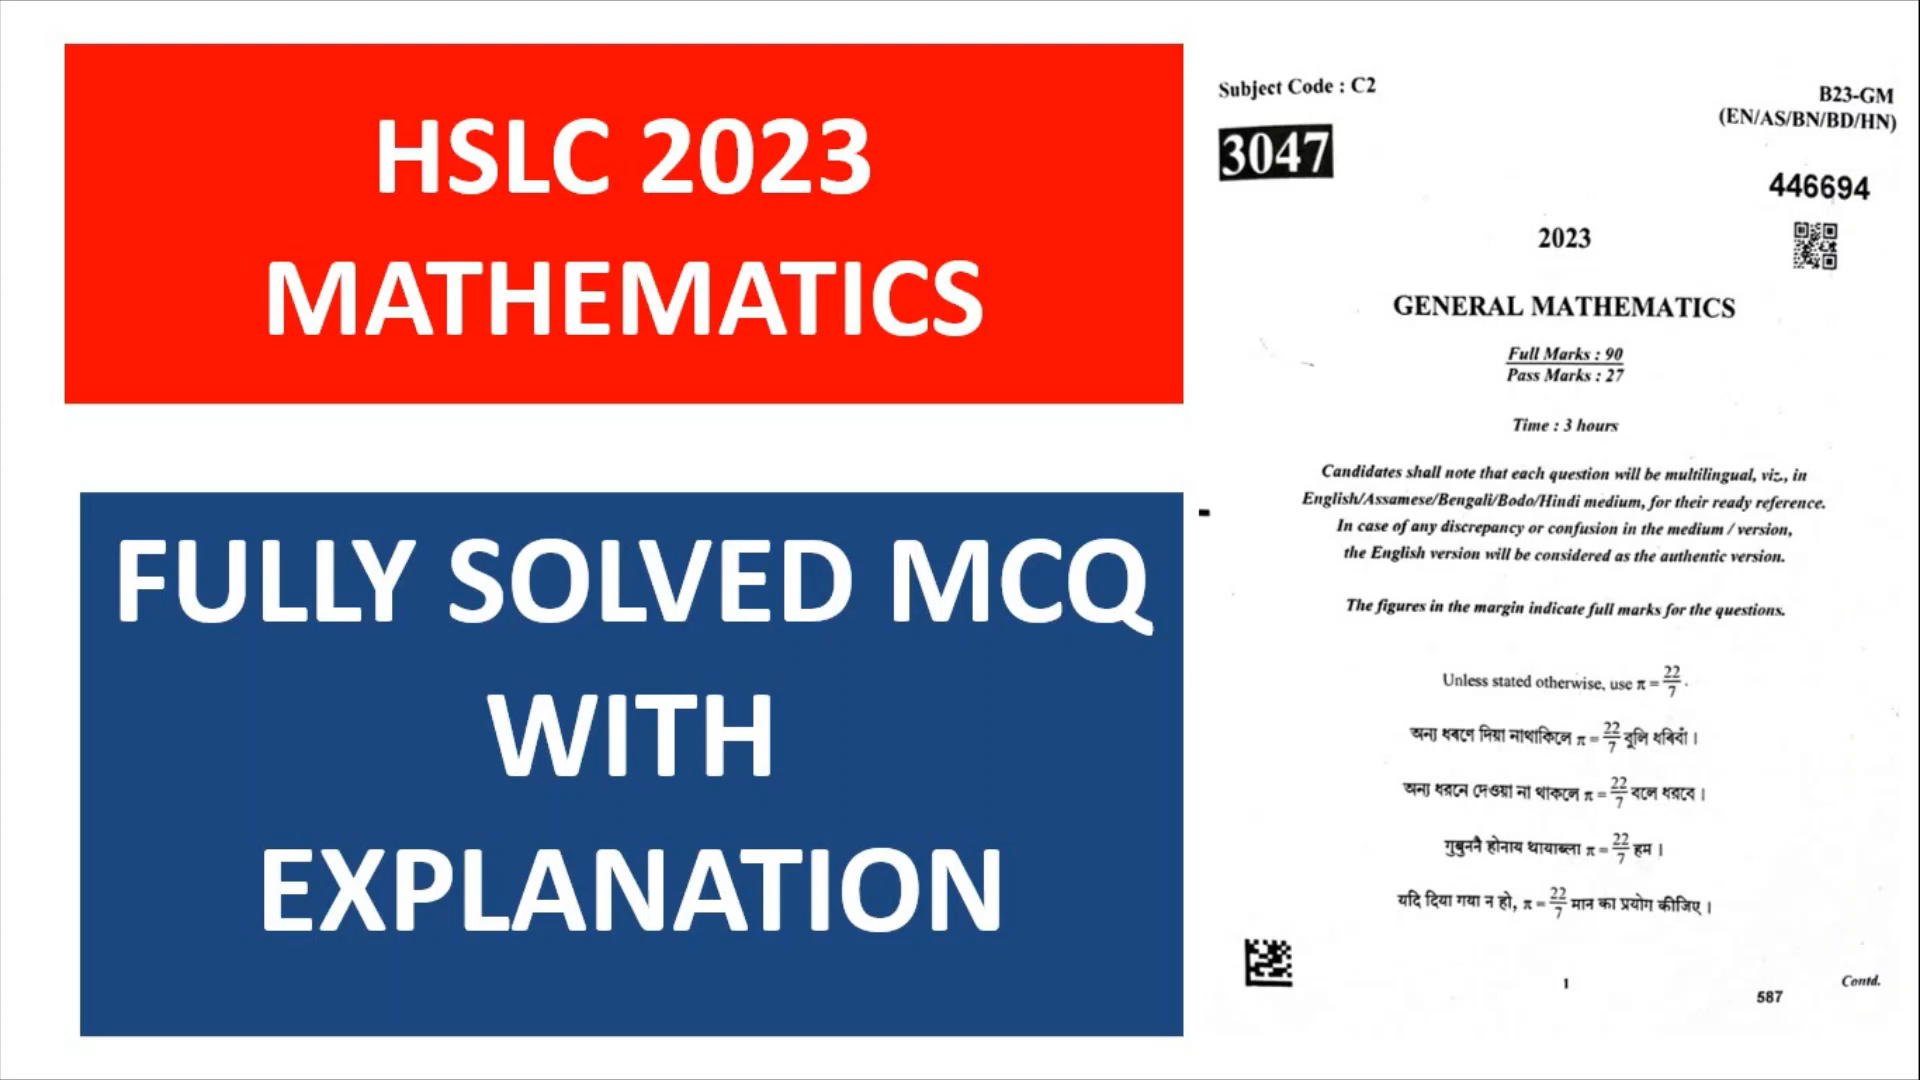 HSLC 2023
MATHEMATICS
FULLY SOLVED MCQ
WITH
EXPLANATION
Subject Code : C2
B23-GM
(EN/AS/BN/BD/HN)
3047
446694
2023
GENERAL MATHEMATICS
Full Marks : 90
Pass Marks : 27
Time : 3 hours
Candidates shall note that each question will be multilingual, viz., in
English/Assamese/Bengali/Bodo/Hindi medium, for their ready reference.
In case of any discrepancy or confusion in the medium / version,
the English version will be considered as the authentic version.
The figures in the margin indicate full marks for the questions.
Unless stated otherwise, use π = 22/7 .
অন্য ধৰণে দিয়া নাথাকিলে π = 22/7 বুলি ধৰিবাঁ ।
অন্য ধরনে দেওয়া না থাকলে π = 22/7 বলে ধরবে ।
गुबुननै होनाय थायाब्ला π = 22/7 हम ।
यदि दिया गया न हो, π = 22/7 मान का प्रयोग कीजिए ।
1
587
Contd.